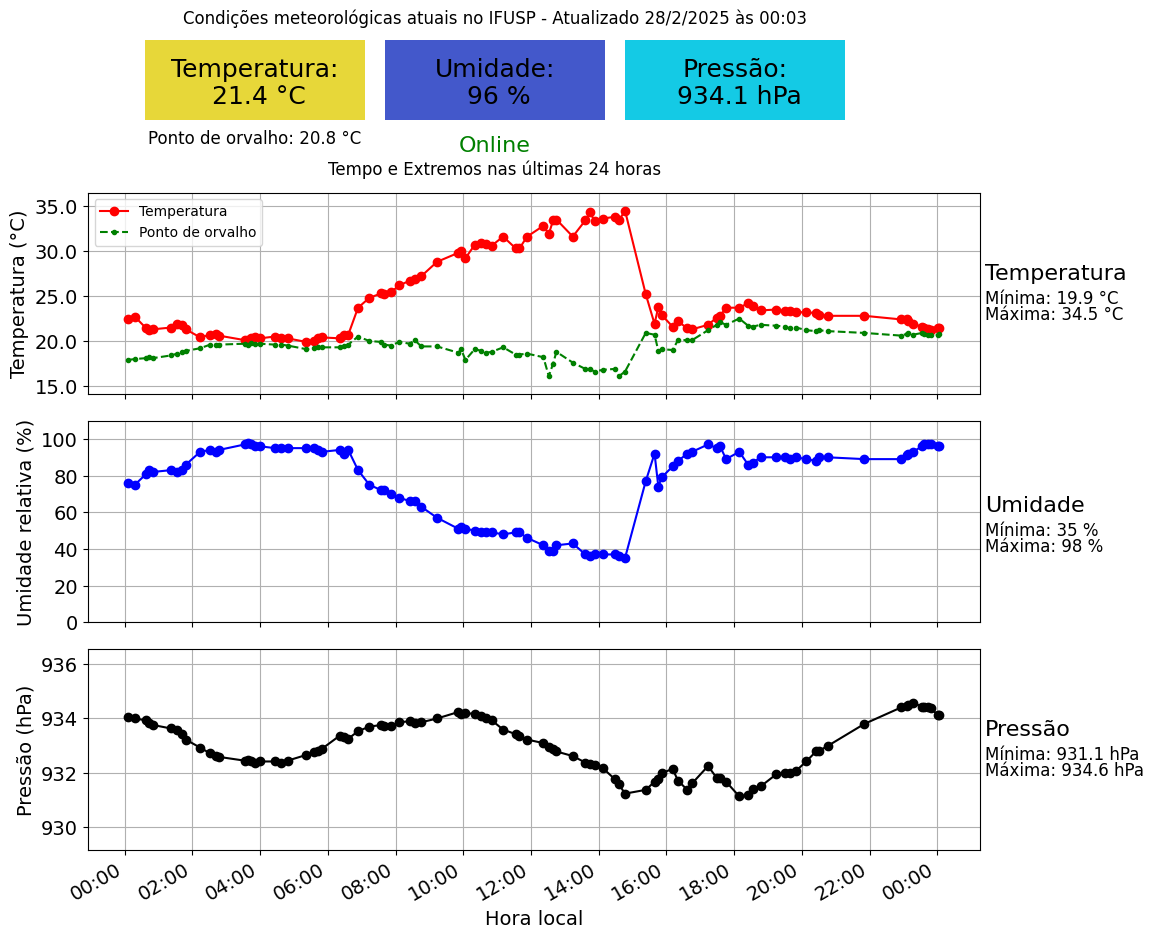 Condições meteorológicas atuais no IFUSP - Atualizado 28/2/2025 às 00:03
Temperatura:
21.4 °C
Umidade:
96 %
Pressão:
934.1 hPa
Ponto de orvalho: 20.8 °C
Online
Tempo e Extremos nas últimas 24 horas
Temperatura (°C)
35.0
30.0
25.0
20.0
15.0
Temperatura
Ponto de orvalho
Temperatura
Mínima: 19.9 °C
Máxima: 34.5 °C
Umidade relativa (%)
100
80
60
40
20
0
Umidade
Mínima: 35 %
Máxima: 98 %
Pressão (hPa)
936
934
932
930
Pressão
Mínima: 931.1 hPa
Máxima: 934.6 hPa
00:00 02:00 04:00 06:00 08:00 10:00 12:00 14:00 16:00 18:00 20:00 22:00 00:00
Hora local